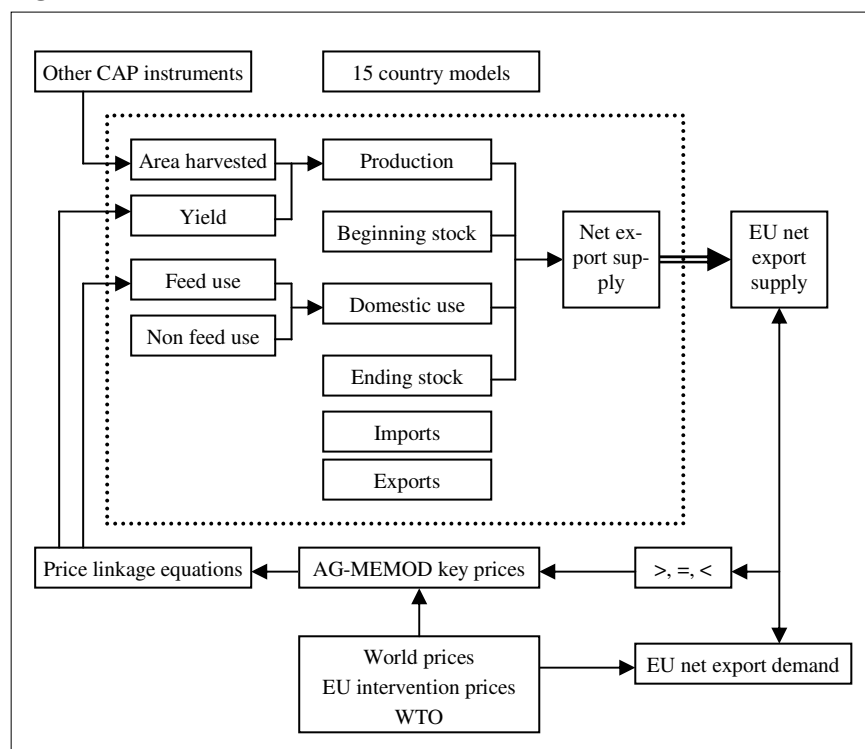 Other CAP instruments
15 country models
Area harvested
Production
Yield
Beginning stock
Net ex-
port sup-
ply
EU net
export
supply
Feed use
Domestic use
Non feed use
Ending stock
Imports
Exports
Price linkage equations
AG-MEMOD key prices
>, =, <
World prices
EU intervention prices
WTO
EU net export demand